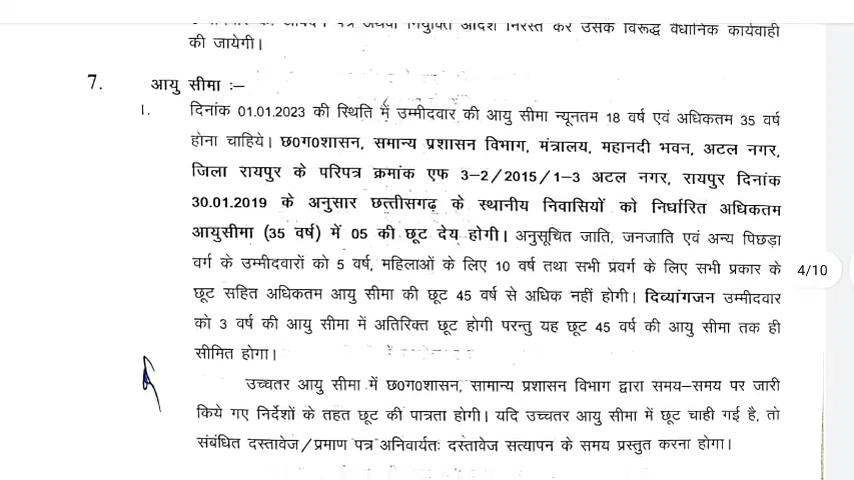 आदेश निरस्त कर उसके विरूद्ध वैधानिक कार्यवाही
की जायेगी।
7. आयु सीमा :–
I. दिनांक 01.01.2023 की स्थिति में उम्मीदवार की आयु सीमा न्यूनतम 18 वर्ष एवं अधिकतम 35 वर्ष
होना चाहिये। छ0ग0शासन, समान्य प्रशासन विभाग, मंत्रालय, महानदी भवन, अटल नगर,
जिला रायपुर के परिपत्र क्रमांक एफ 3–2/2015/1–3 अटल नगर, रायपुर दिनांक
30.01.2019 के अनुसार छत्तीसगढ़ के स्थानीय निवासियों को निर्धारित अधिकतम
आयुसीमा (35 वर्ष) में 05 की छूट देय होगी। अनुसूचित जाति, जनजाति एवं अन्य पिछड़ा
वर्ग के उम्मीदवारों को 5 वर्ष, महिलाओं के लिए 10 वर्ष तथा सभी प्रवर्ग के लिए सभी प्रकार के
छूट सहित अधिकतम आयु सीमा की छूट 45 वर्ष से अधिक नहीं होगी। दिव्यांगजन उम्मीदवार
को 3 वर्ष की आयु सीमा में अतिरिक्त छूट होगी परन्तु यह छूट 45 वर्ष की आयु सीमा तक ही
सीमित होगा।
उच्चतर आयु सीमा में छ0ग0शासन, सामान्य प्रशासन विभाग द्वारा समय–समय पर जारी
किये गए निर्देशों के तहत छूट की पात्रता होगी। यदि उच्चतर आयु सीमा में छूट चाही गई है, तो
संबंधित दस्तावेज/प्रमाण पत्र अनिवार्यतः दस्तावेज सत्यापन के समय प्रस्तुत करना होगा।
4/10